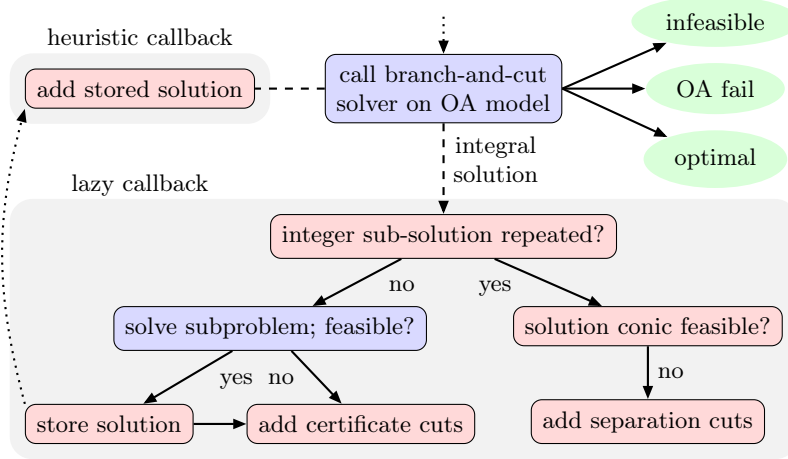 infeasible
heuristic callback
call branch-and-cut
solver on OA model
add stored solution
OA fail
integral
solution
optimal
lazy callback
integer sub-solution repeated?
no
yes
solve subproblem; feasible?
solution conic feasible?
yes
no
no
store solution
add certificate cuts
add separation cuts